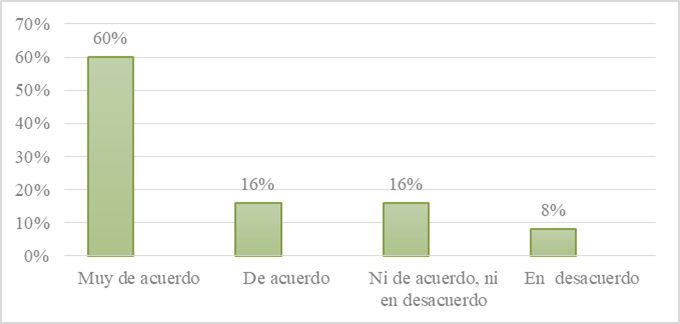 70%
60%
60%
50%
40%
30%
20%
16%
16%
10%
8%
0%
Muy de acuerdo
De acuerdo
Ni de acuerdo, ni
en desacuerdo
En  desacuerdo